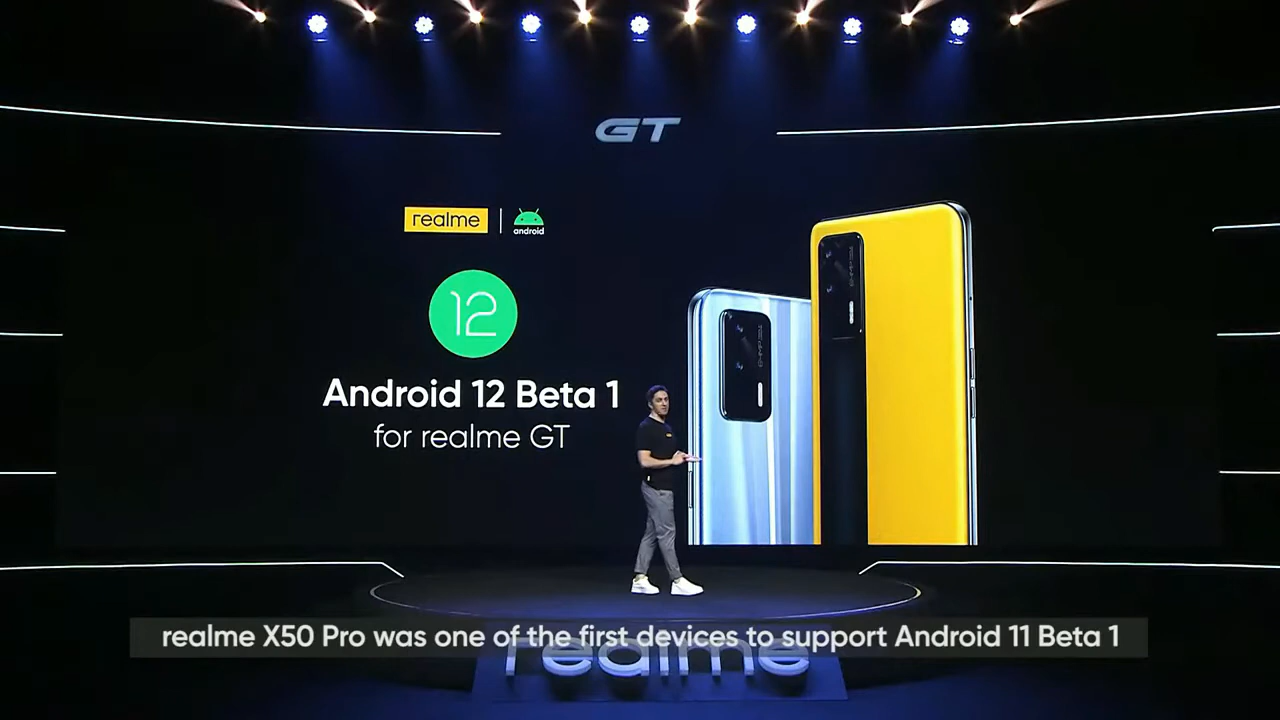 GT
realme
android
12
Android 12 Beta 1
for realme GT
64MP
realme X50 Pro was one of the first devices to support Android 11 Beta 1
realme